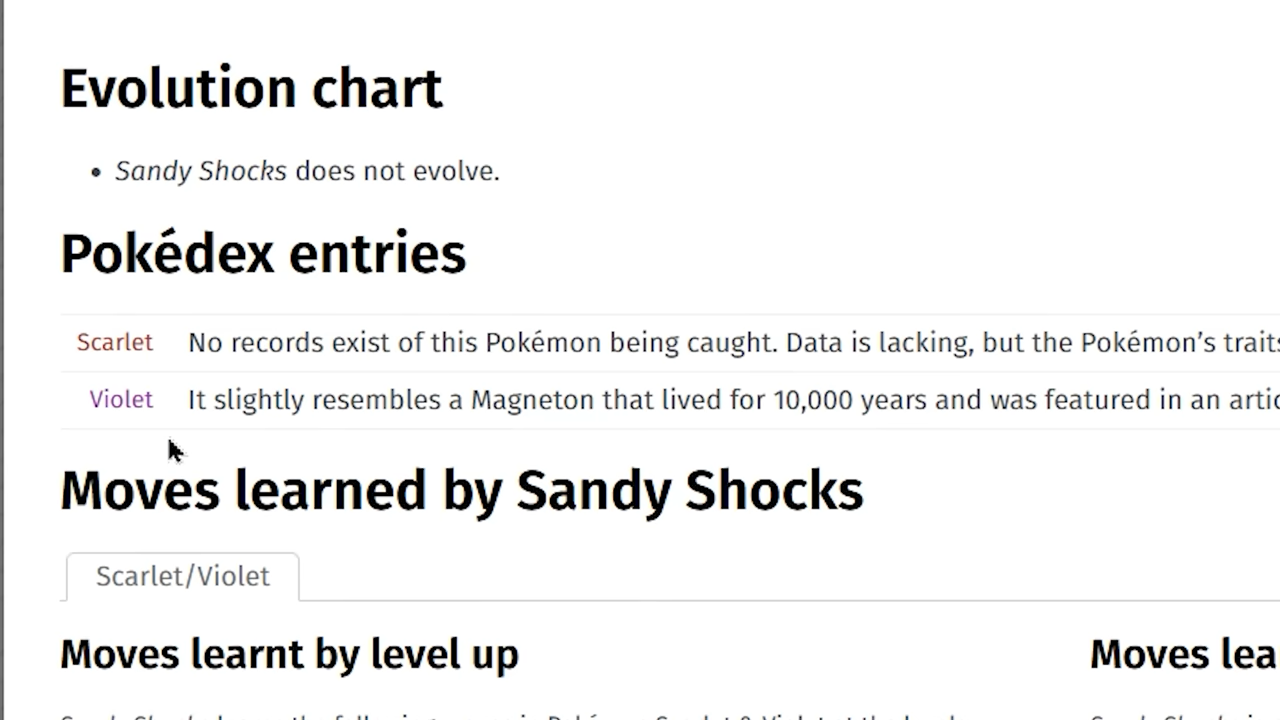 Evolution chart
• Sandy Shocks does not evolve.
Pokédex entries
Scarlet No records exist of this Pokémon being caught. Data is lacking, but the Pokémon’s traits
Violet It slightly resembles a Magneton that lived for 10,000 years and was featured in an
Moves learned by Sandy Shocks
Scarlet/Violet
Moves learnt by level up
Moves